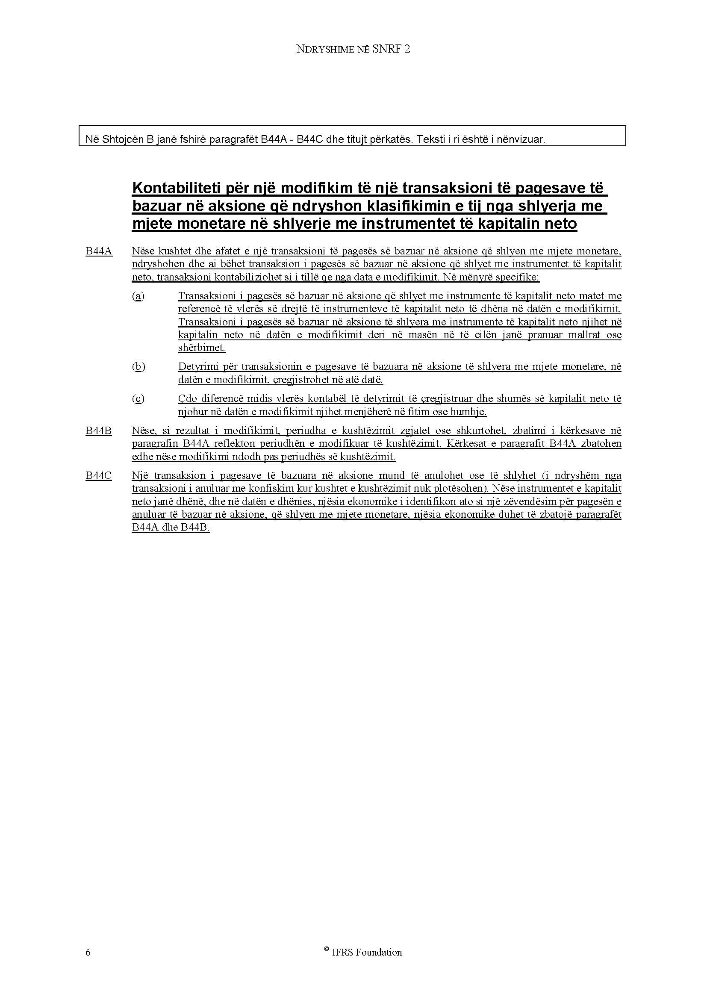 NDRYSHIME NË SNRF 2
Në Shtojcën B janë fshirë paragrafët B44A - B44C dhe titujt përkatës. Teksti i ri është i nënvizuar.
Kontabiliteti për një modifikim të një transaksioni të pagesave të
bazuar në aksione që ndryshon klasifikimin e tij nga shlyerja me
mjete monetare në shlyerje me instrumentet të kapitalin neto
B44A Nëse kushtet dhe afatet e një transaksioni të pagesës së bazuar në aksione që shlyen me mjete monetare,
ndryshohen dhe ai bëhet transaksion i pagesës së bazuar në aksione që shlyet me instrumentet të kapitalit
neto, transaksioni kontabiliziohet si i tillë qe nga data e modifikimit. Në mënyrë specifike:
(a) Transaksioni i pagesës së bazuar në aksione që shlyet me instrumente të kapitalit neto matet me
referencë të vlerës së drejtë të instrumenteve të kapitalit neto të dhëna në datën e modifikimit.
Transaksioni i pagesës së bazuar në aksione të shlyera me instrumente të kapitalit neto njihet në
kapitalin neto në datën e modifikimit deri në masën në të cilën janë pranuar mallrat ose
shërbimet.
(b) Detyrimi për transaksionin e pagesave të bazuara në aksione të shlyera me mjete monetare, në
datën e modifikimit, çregjistrohet në atë datë.
(c) Çdo diferencë midis vlerës kontabël të detyrimit të çregjistruar dhe shumës së kapitalit neto të
njohur në datën e modifikimit njihet menjëherë në fitim ose humbje.
B44B Nëse, si rezultat i modifikimit, periudha e kushtëzimit zgjatet ose shkurtohet, zbatimi i kërkesave në
paragrafin B44A reflekton periudhën e modifikuar të kushtëzimit. Kërkesat e paragrafit B44A zbatohen
edhe nëse modifikimi ndodh pas periudhës së kushtëzimit.
B44C Një transaksion i pagesave të bazuara në aksione mund të anulohet ose të shlyhet (i ndryshëm nga
transaksioni i anuluar me konfiskim kur kushtet e kushtëzimit nuk plotësohen). Nëse instrumentet e kapitalit
neto janë dhënë, dhe në datën e dhënies, njësia ekonomike i identifikon ato si një zëvendësim për pagesën e
anuluar të bazuar në aksione, që shlyen me mjete monetare, njësia ekonomike duhet të zbatojë paragrafët
B44A dhe B44B.
6 © IFRS Foundation